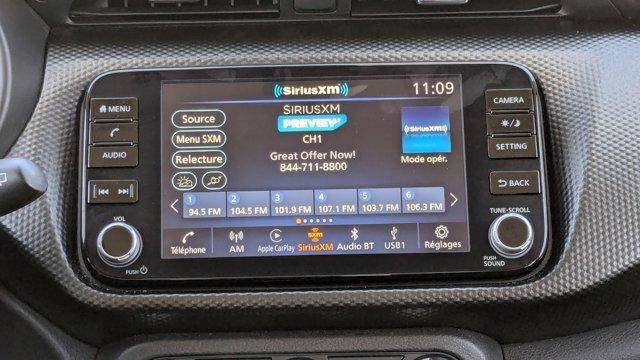 SiriusXM 11:09
MENU
AUDIO
VOL
PUSH
Source
Menu SXM
Relecture
SIRIUSXM
PREVIEW
CH1
Great Offer Now!
844-711-8800
SiriusXM
Mode opér.
1 2 3 4 5 6
94.5 FM 104.5 FM 101.9 FM 107.1 FM 103.7 FM 106.3 FM
Téléphone AM Apple CarPlay SXM SiriusXM Audio BT USB1 Réglages
CAMERA
SETTING
BACK
TUNE-SCROLL
PUSH
SOUND